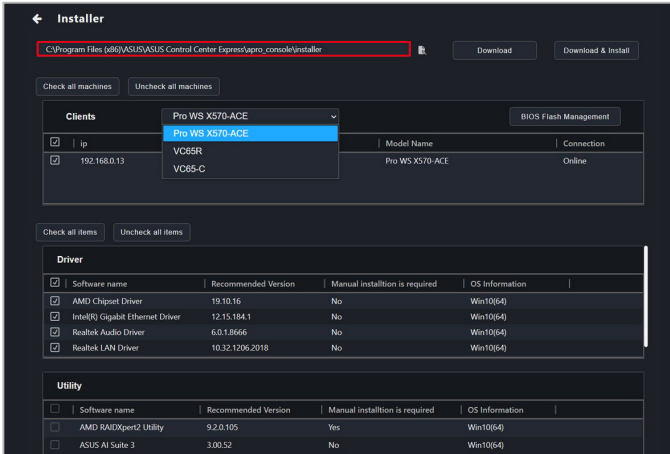 Installer
C:\Program Files (x86)\ASUS\ASUS Control Center Express\apro_console\installer
Download
Download & Install
Check all machines
Uncheck all machines
Clients
Pro WS X570-ACE
BIOS Flash Management
Pro WS X570-ACE
VC65R
VC65-C
ip
Model Name
Connection
192.168.0.13
Pro WS X570-ACE
Online
Check all items
Uncheck all items
Driver
Software name
Recommended Version
Manual installtion is required
OS Information
AMD Chipset Driver
19.10.16
No
Win10(64)
Intel(R) Gigabit Ethernet Driver
12.15.184.1
No
Win10(64)
Realtek Audio Driver
6.0.1.8666
No
Win10(64)
Realtek LAN Driver
10.32.1206.2018
No
Win10(64)
Utility
Software name
Recommended Version
Manual installtion is required
OS Information
AMD RAIDXpert2 Utility
9.2.0.105
Yes
Win10(64)
ASUS AI Suite 3
3.00.52
No
Win10(64)